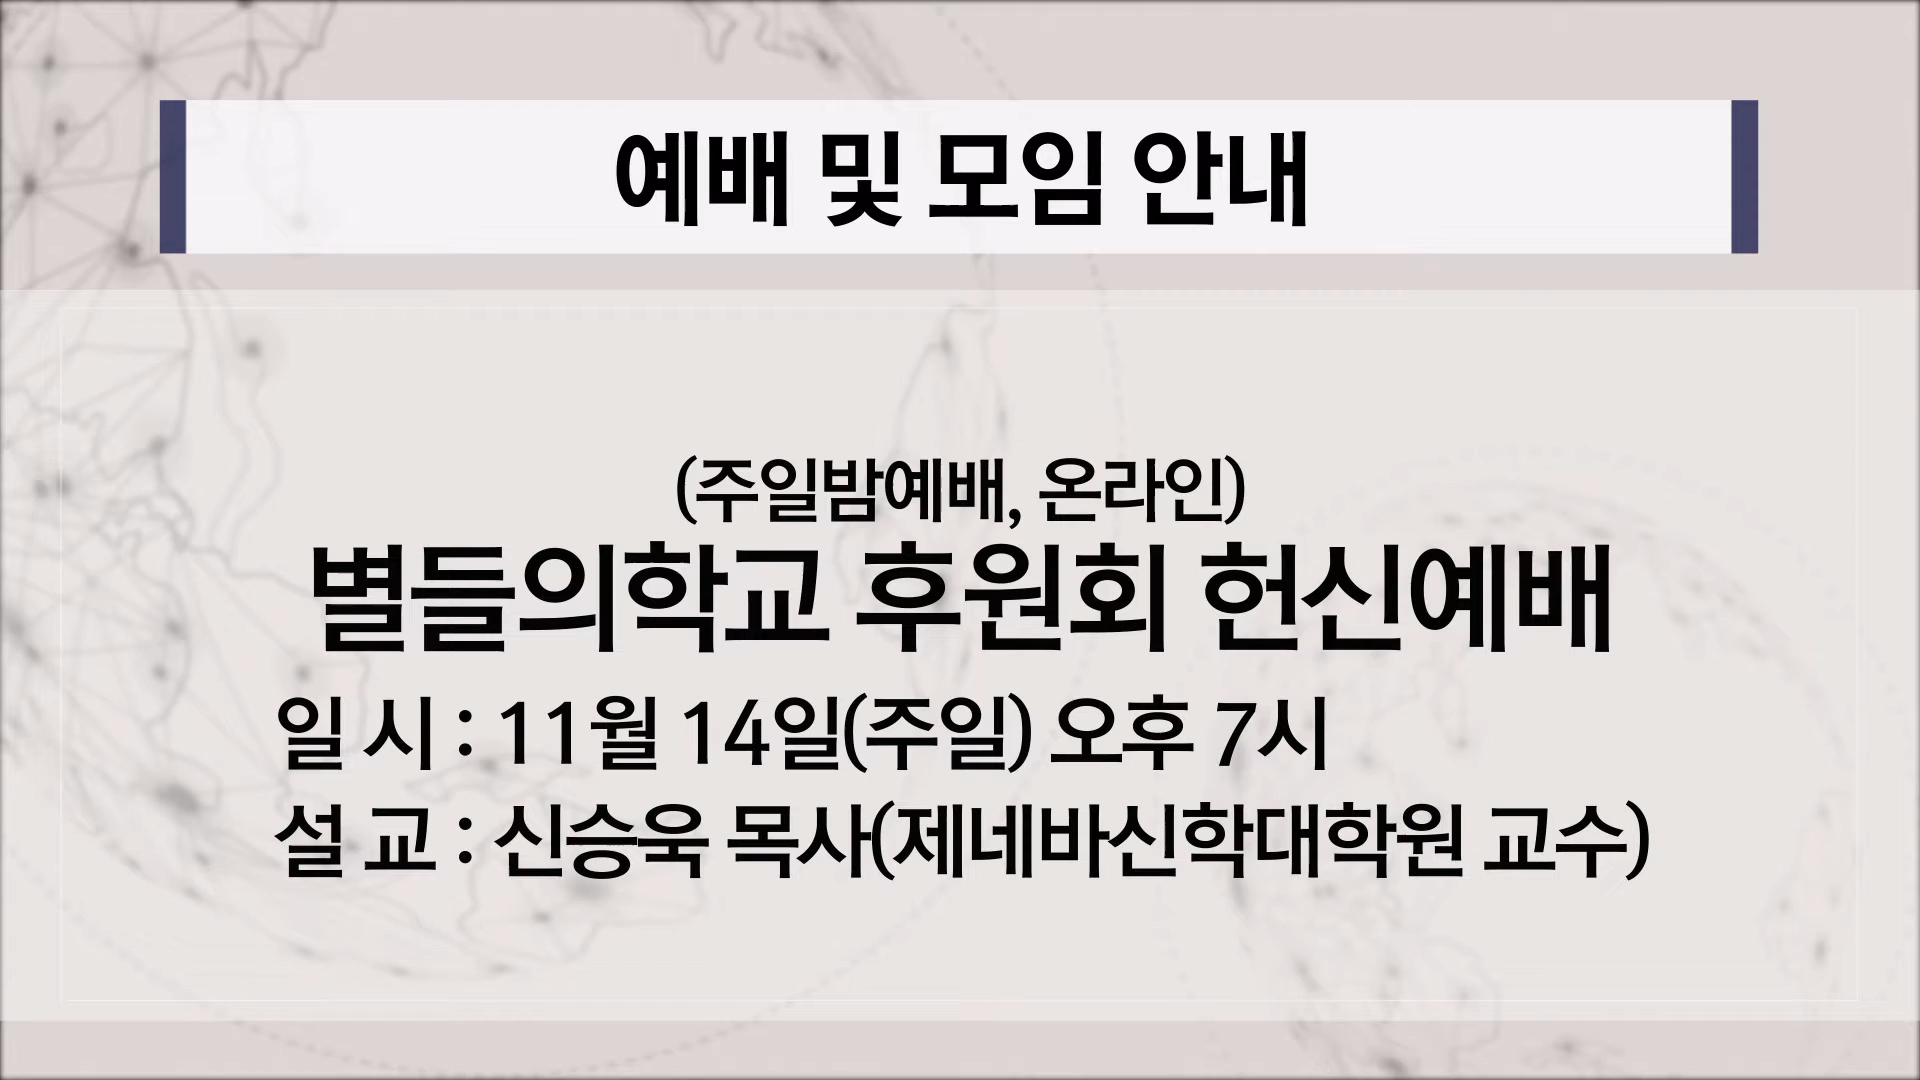 예배 및 모임 안내
(주일밤예배, 온라인)
별들의학교 후원회 헌신예배
일 시 : 11월 14일(주일) 오후 7시
설 교 : 신승욱 목사(제네바신학대학원 교수)